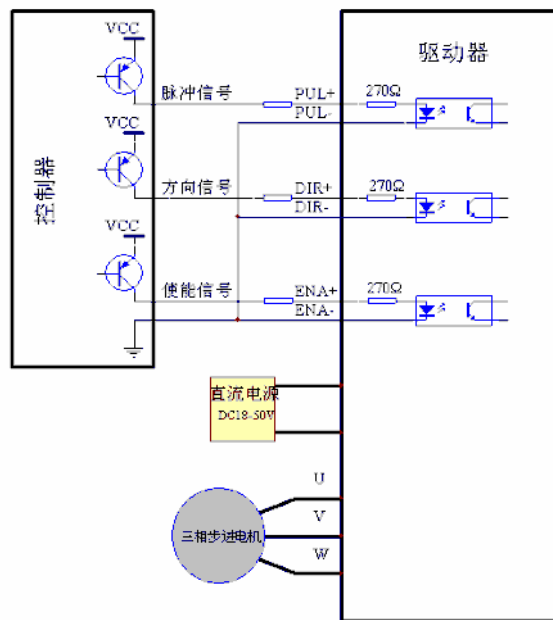 VCC
驱动器
脉冲信号
PUL+
270Ω
PUL-
VCC
控制器
方向信号
DIR+
270Ω
DIR-
VCC
使能信号
ENA+
270Ω
ENA-
直流电源
DC18-50V
U
V
三相步进电机
W